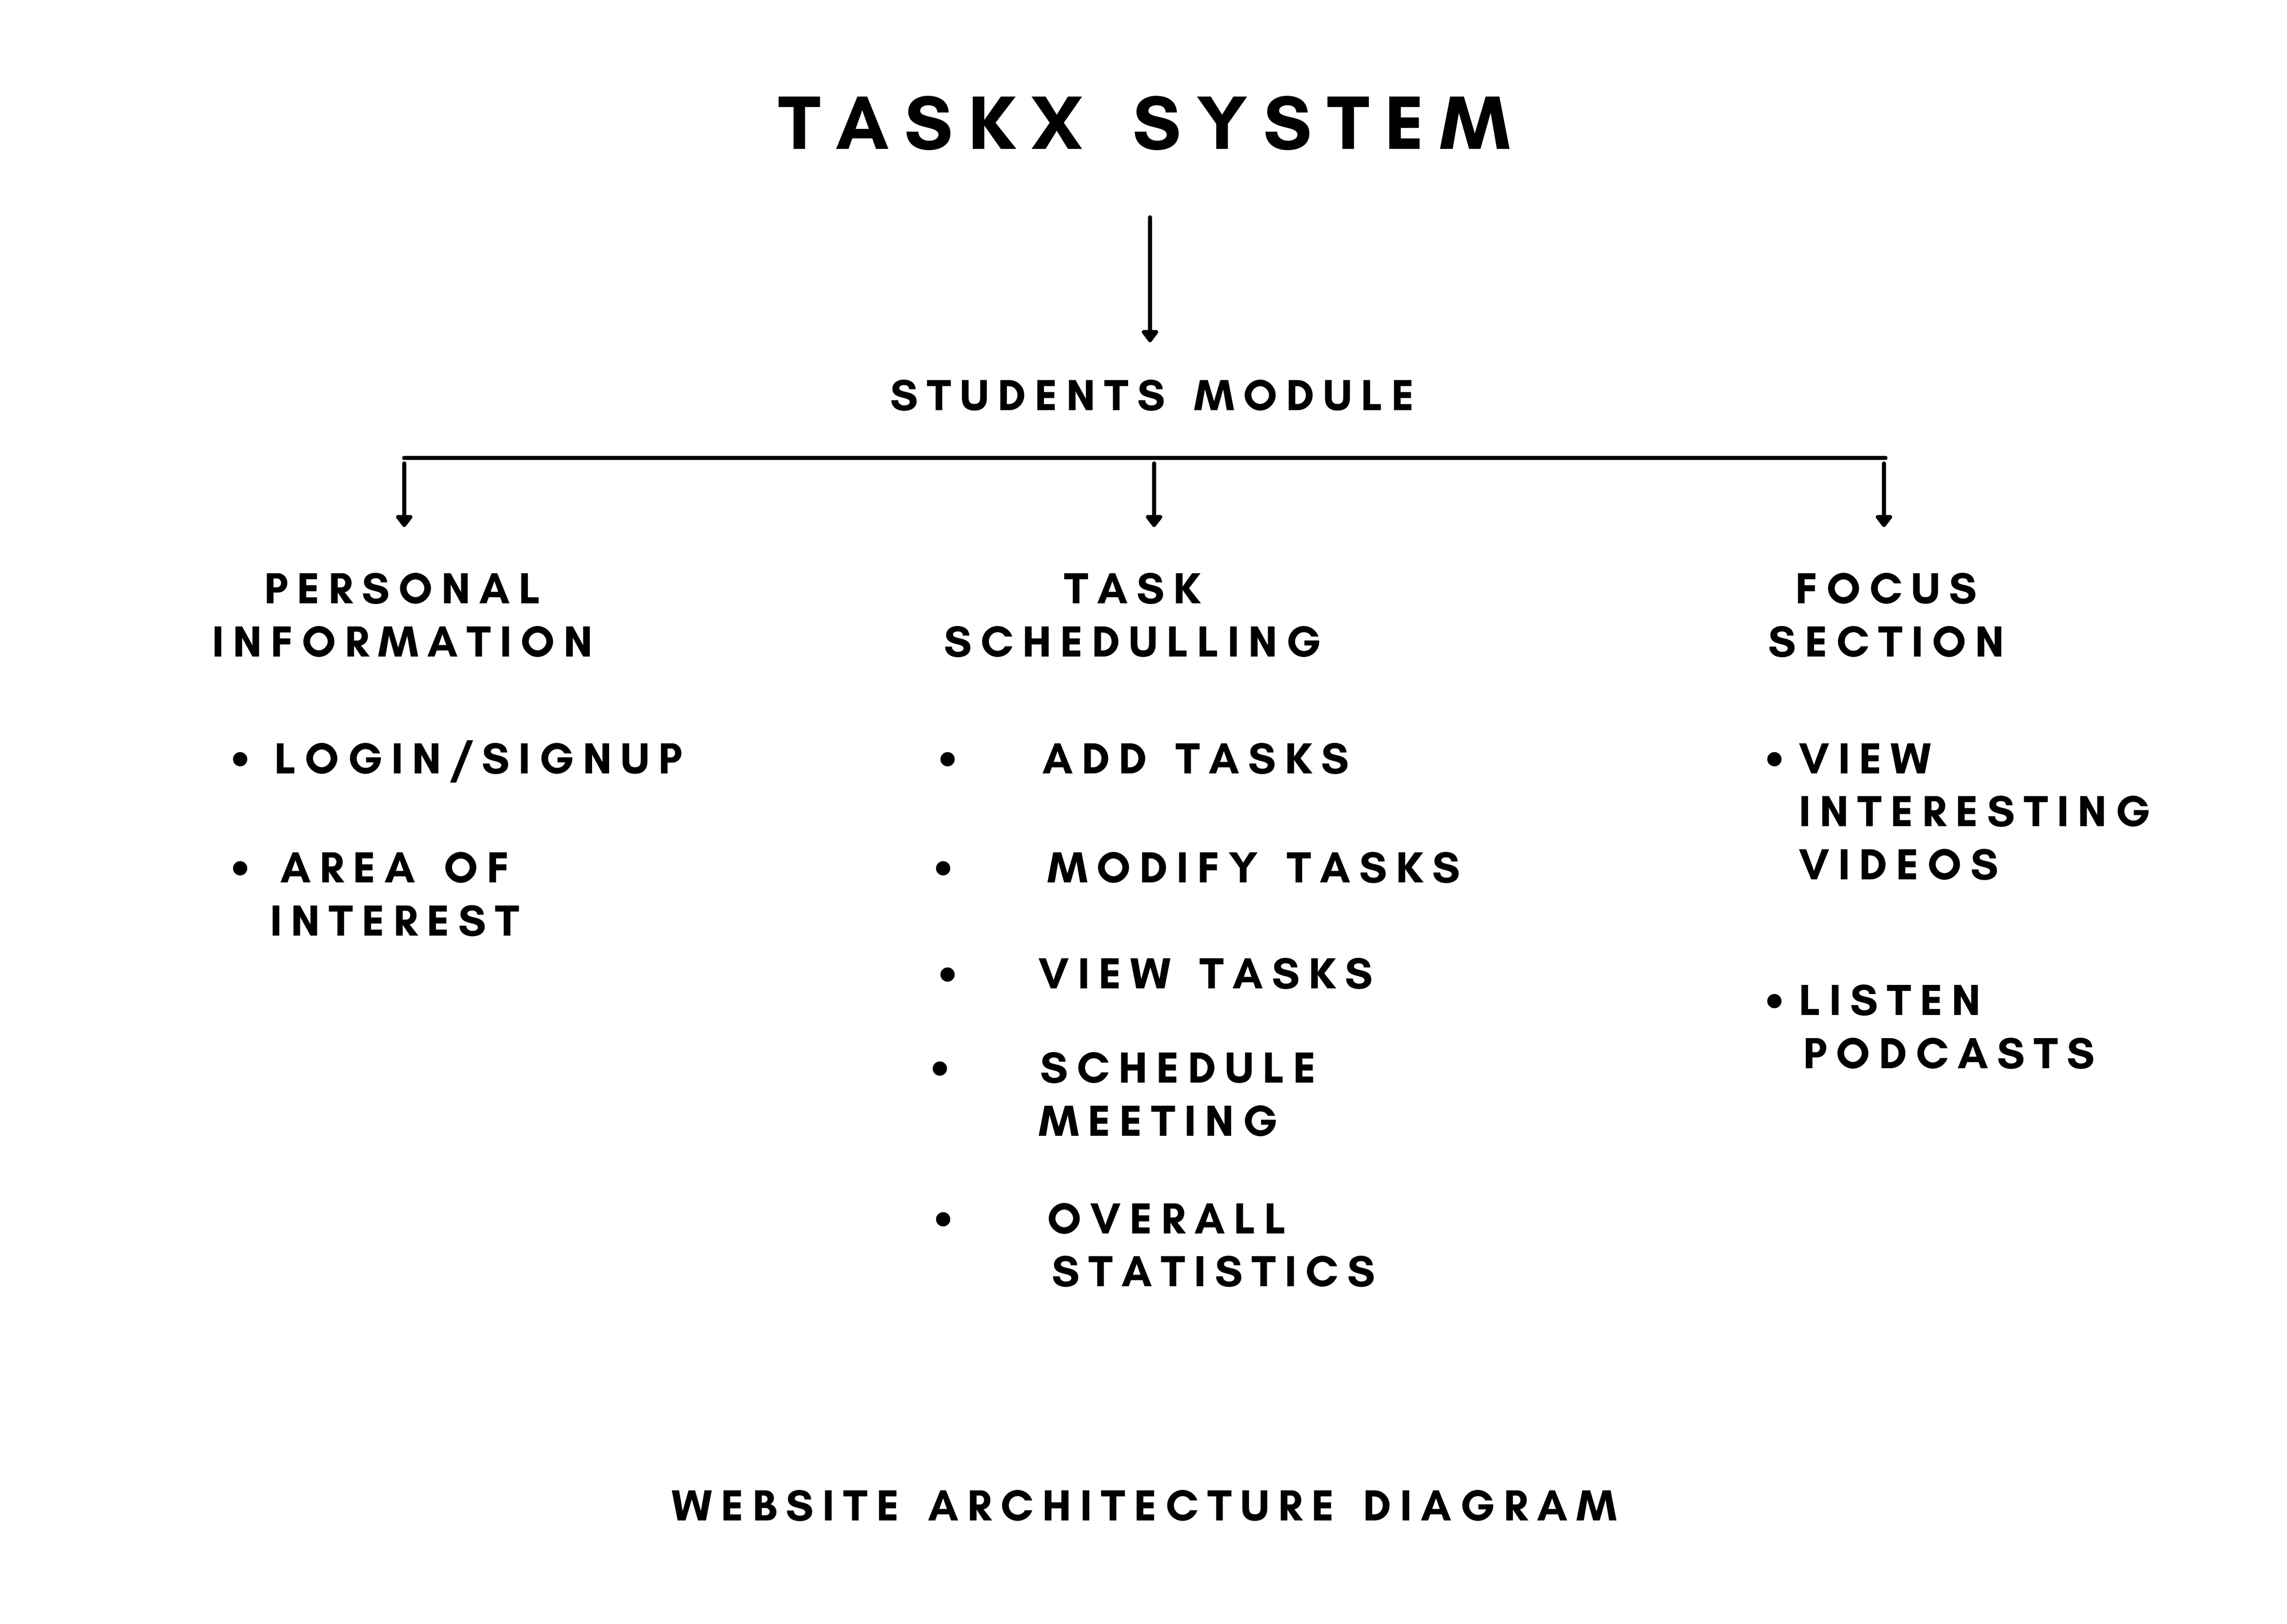 TASKX SYSTEM
STUDENTS MODULE
PERSONAL
INFORMATION
• LOGIN/SIGNUP
• AREA OF
INTEREST
TASK
SCHEDULLING
• ADD TASKS
• MODIFY TASKS
• VIEW TASKS
• SCHEDULE
MEETING
• OVERALL
STATISTICS
FOCUS
SECTION
• VIEW
INTERESTING
VIDEOS
• LISTEN
PODCASTS
WEBSITE ARCHITECTURE DIAGRAM